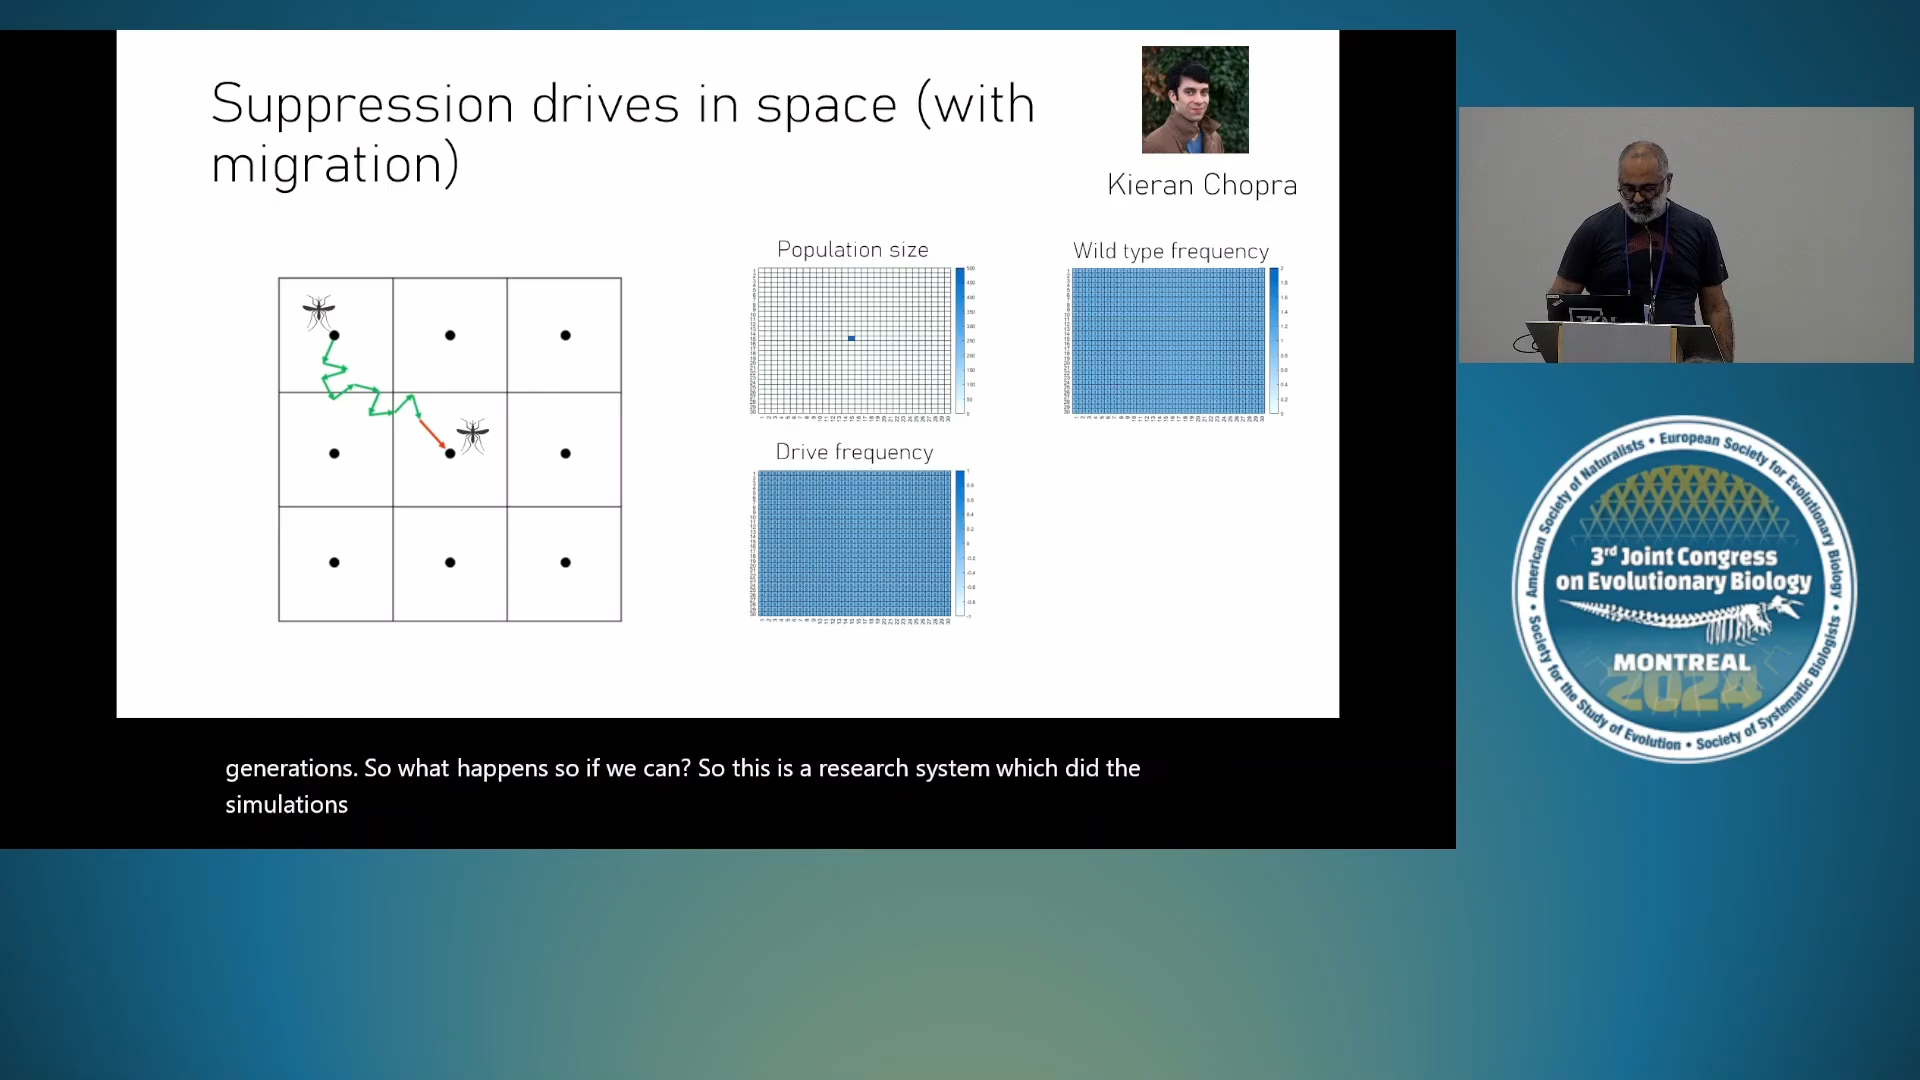 Suppression drives in space (with
migration)
Kieran Chopra
Population size
Wild type frequency
Drive frequency
generations. So what happens so if we can? So this is a research system which did the
simulations
American Society of Naturalists • European Society for Evolutionary Biology • Society of Systematic Biologists • Society for the Study of Evolution •
3rd Joint Congress
on Evolutionary Biology
MONTREAL
2024